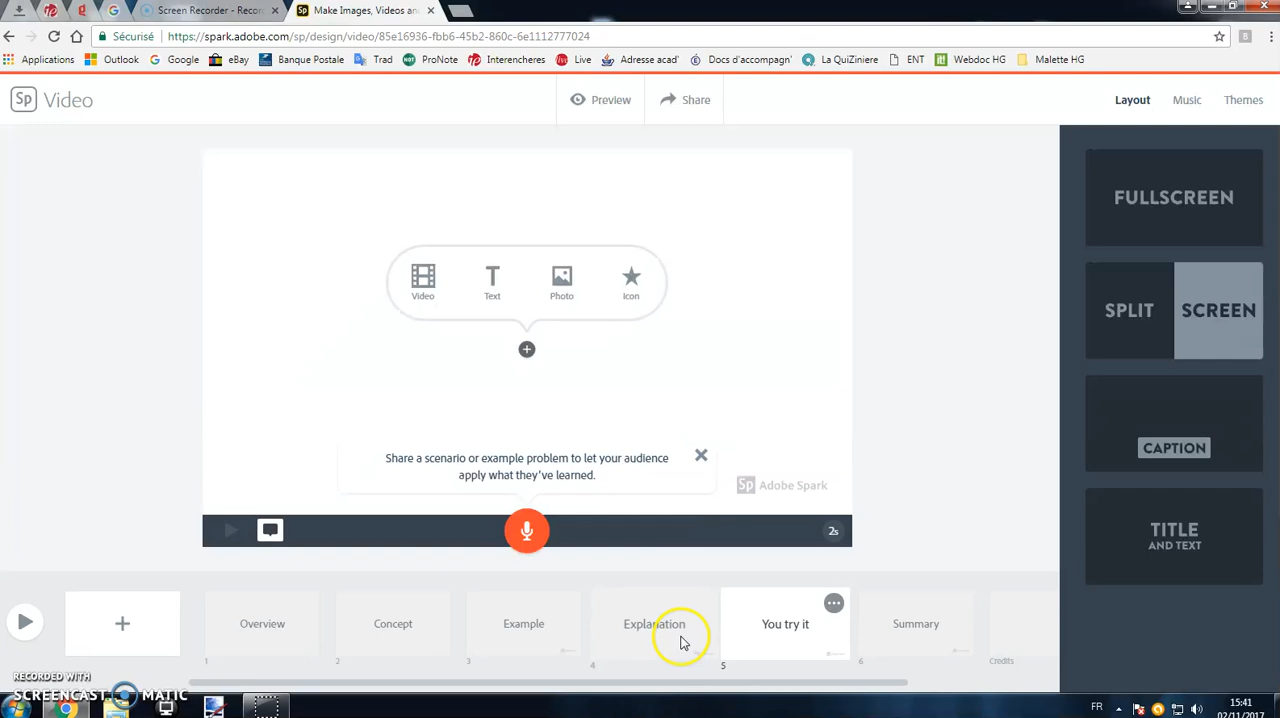 Screen Recorder - Recor
Make Images, Videos an
Sécurisé
https://spark.adobe.com/sp/design/video/85e16936-fbb6-45b2-860c-6e1112777024
Applications
Outlook
Google
eBay
Banque Postale
Trad
ProNote
Interencheres
Live
Adresse acad'
Docs d'accompagn'
La QuiZiniere
ENT
Webdoc HG
Malette HG
Sp Video
Preview
Share
Layout
Music
Themes
FULLSCREEN
Video
Text
Photo
Icon
SPLIT SCREEN
CAPTION
Share a scenario or example problem to let your audience
apply what they've learned.
Sp Adobe Spark
TITLE
AND TEXT
2s
Overview
Concept
Example
Explanation
You try it
Summary
1
2
3
4
5
6
Credits
RECORDED WITH
SCREENCAST MATIC
FR
15:41
02/11/2017